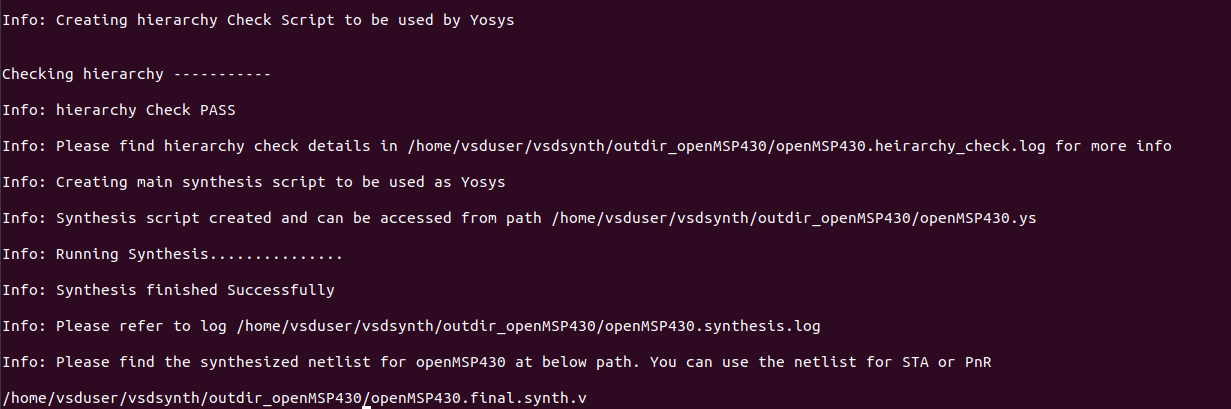 Info: Creating hierarchy Check Script to be used by Yosys
Checking hierarchy -----------
Info: hierarchy Check PASS
Info: Please find hierarchy check details in /home/vsduser/vsdsynth/outdir_openMSP430/openMSP430.heirarchy_check.log for more info
Info: Creating main synthesis script to be used as Yosys
Info: Synthesis script created and can be accessed from path /home/vsduser/vsdsynth/outdir_openMSP430/openMSP430.ys
Info: Running Synthesis...............
Info: Synthesis finished Successfully
Info: Please refer to log /home/vsduser/vsdsynth/outdir_openMSP430/openMSP430.synthesis.log
Info: Please find the synthesized netlist for openMSP430 at below path. You can use the netlist for STA or PnR
/home/vsduser/vsdsynth/outdir_openMSP430/openMSP430.final.synth.v